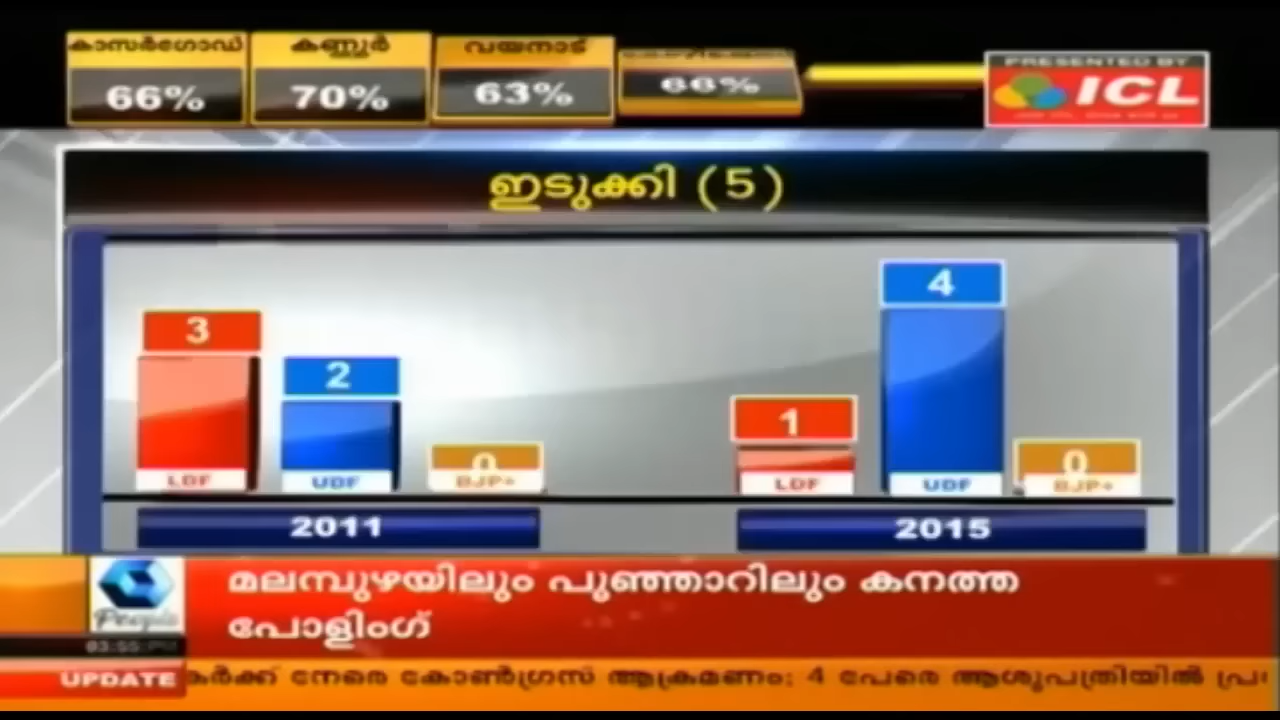 കാസർഗോഡ്
കണ്ണൂർ
വയനാട്
66%
70%
63%
66%
PRESENTED BY
ICL
ഇടുക്കി (5)
3
2
0
1
4
0
LDF
UDF
BJP+
LDF
UDF
BJP+
2011
2015
മലമ്പുഴയിലും പൂഞ്ഞാറിലും കനത്ത
പോളിംഗ്
People
03:55: PM
UPDATE
കർക്ക് നേരെ കോൺഗ്രസ് ആക്രമണം; 4 പേരെ ആശുപത്രിയിൽ പ്ര